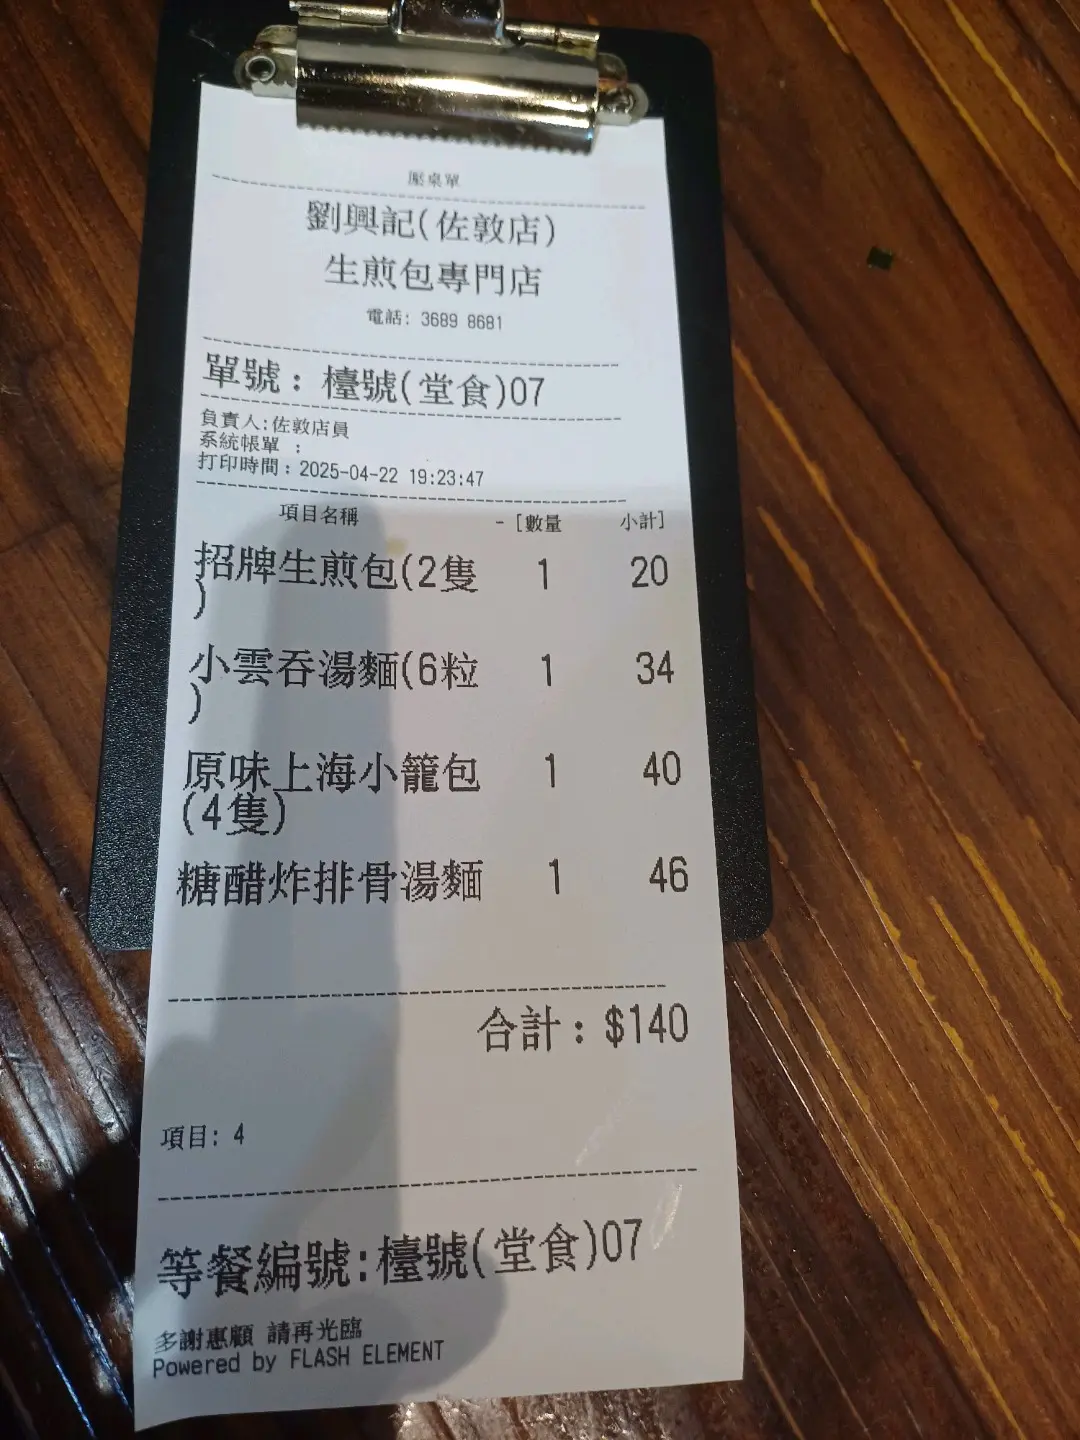 壓桌單
劉興記(佐敦店)
生煎包專門店
電話: 3689 8681
單號: 檯號(堂食)07
負責人:佐敦店員
系統帳單 :
打印時間:2025-04-22 19:23:47
項目名稱 -[數量 小計]
招牌生煎包(2隻 1 20
)
小雲吞湯麵(6粒 1 34
)
原味上海小籠包 1 40
(4隻)
糖醋炸排骨湯麵 1 46
合計:$140
項目: 4
等餐編號:檯號(堂食)07
多謝惠顧 請再光臨
Powered by FLASH ELEMENT